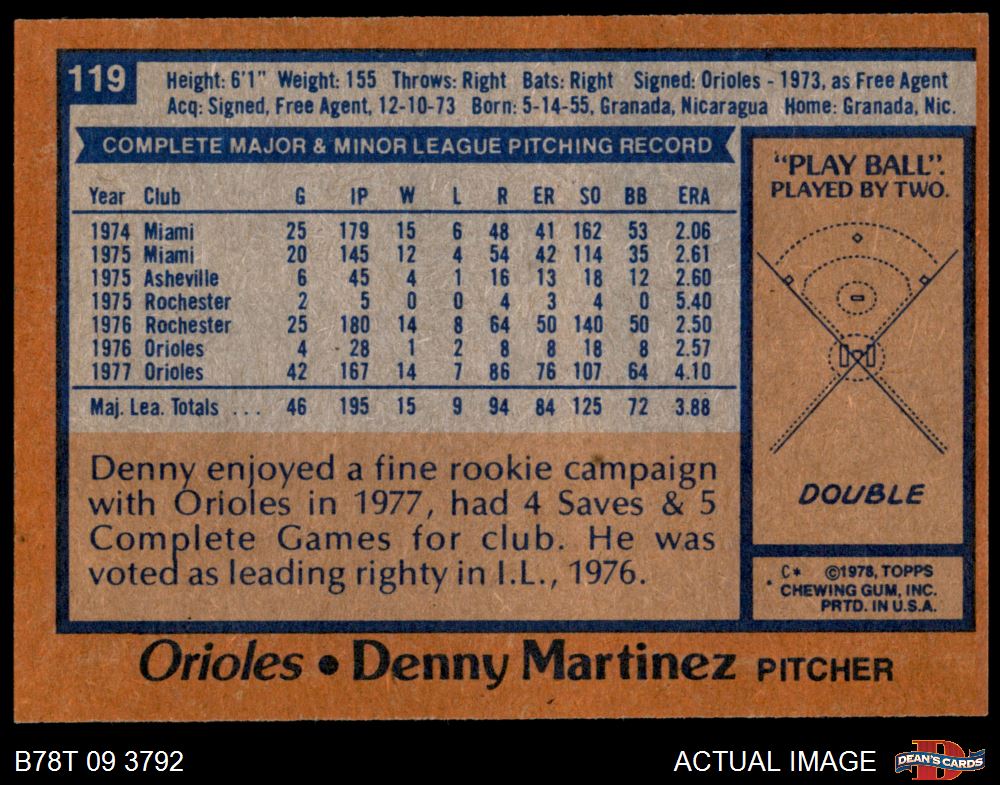 119
Height: 6'1" Weight: 155 Throws: Right Bats: Right Signed: Orioles - 1973, as Free Agent
Acq: Signed, Free Agent, 12-10-73 Born: 5-14-55, Granada, Nicaragua Home: Granada, Nic.
COMPLETE MAJOR & MINOR LEAGUE PITCHING RECORD
Year Club G IP W L R ER SO BB ERA
1974 Miami 25 179 15 6 48 41 162 53 2.06
1975 Miami 20 145 12 4 54 42 114 35 2.61
1975 Asheville 6 45 4 1 16 13 18 12 2.60
1975 Rochester 2 5 0 0 4 3 4 0 5.40
1976 Rochester 25 180 14 8 64 50 140 50 2.50
1976 Orioles 4 28 1 2 8 8 18 8 2.57
1977 Orioles 42 167 14 7 86 76 107 64 4.10
Maj. Lea. Totals ... 46 195 15 9 94 84 125 72 3.88
Denny enjoyed a fine rookie campaign
with Orioles in 1977, had 4 Saves & 5
Complete Games for club. He was
voted as leading righty in I.L., 1976.
"PLAY BALL".
PLAYED BY TWO.
DOUBLE
C* ©1978, TOPPS
CHEWING GUM, INC.
PRTD. IN U.S.A.
Orioles • Denny Martinez PITCHER
B78T 09 3792
ACTUAL IMAGE
D
DEAN'S CARDS